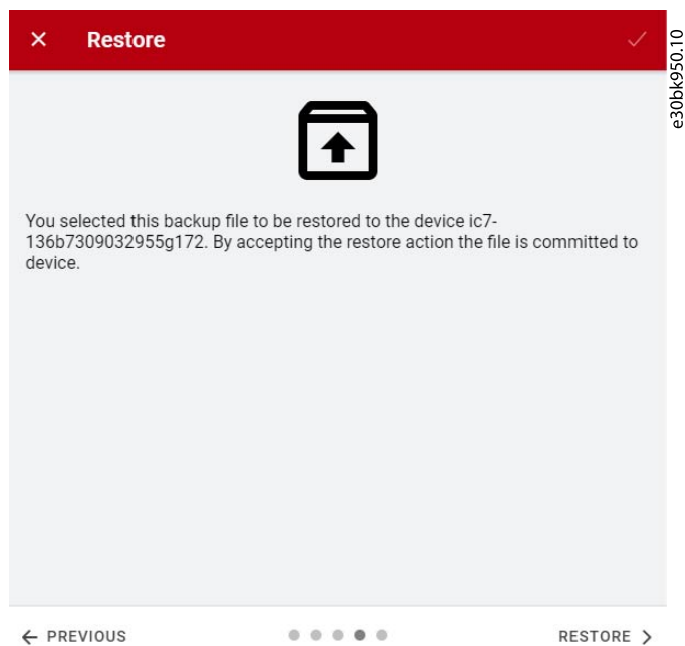 Restore
e30bk950.10
You selected this backup file to be restored to the device ic7-
136b7309032955g172. By accepting the restore action the file is committed to
device.
PREVIOUS
RESTORE